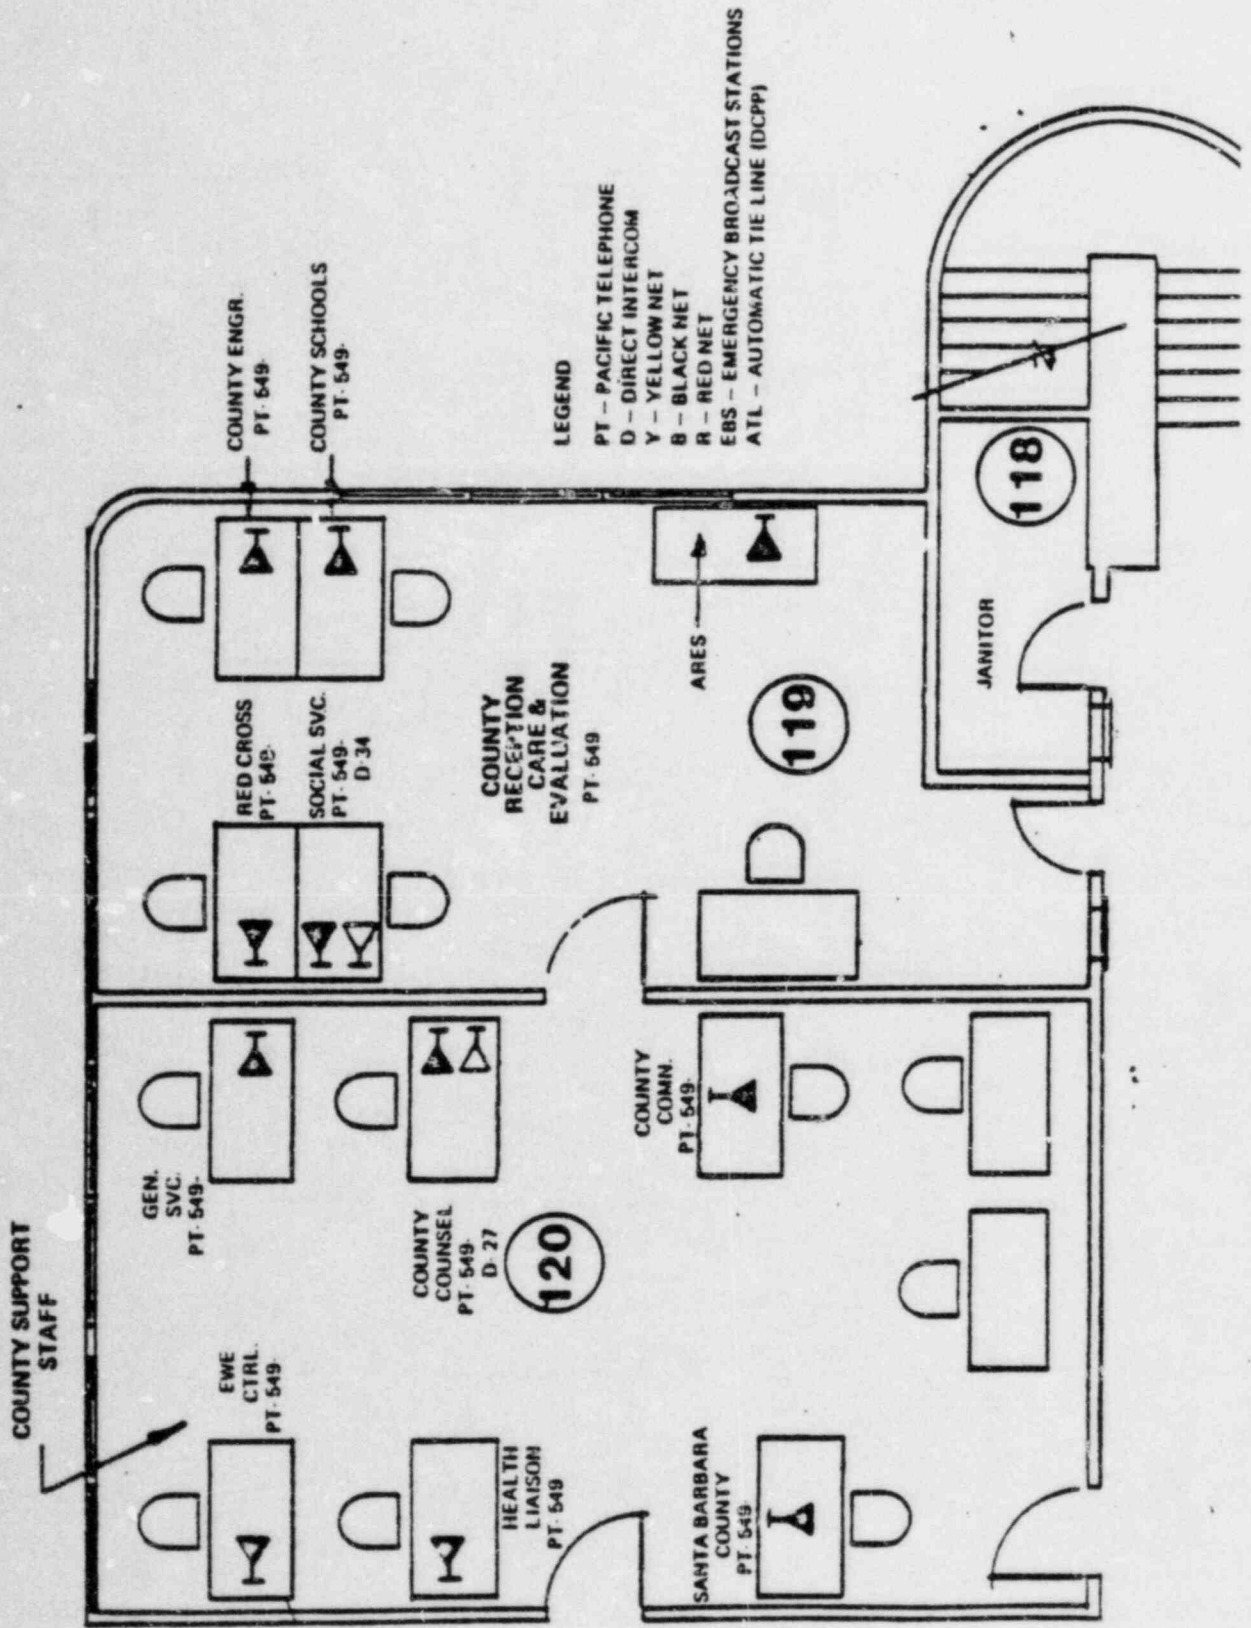 COUNTY SUPPORT
STAFF
EWE
CTRL.
PT-549-
GEN.
SVC.
PT-549-
RED CROSS
PT-549-
COUNTY ENGR.
PT-549-
SOCIAL SVC.
PT-549-
D-34
COUNTY SCHOOLS
PT-549-
HEALTH
LIAISON
PT-549
COUNTY
COUNSEL
PT-549-
D-27
120
COUNTY
RECEPTION
CARE &
EVALUATION
PT-549
LEGEND
PT – PACIFIC TELEPHONE
D – DIRECT INTERCOM
Y – YELLOW NET
B – BLACK NET
R – RED NET
EBS – EMERGENCY BROADCAST STATIONS
ATL – AUTOMATIC TIE LINE (DCPP)
SANTA BARBARA
COUNTY
PT-549-
COUNTY
COMN.
PT-549-
ARES
119
JANITOR
118